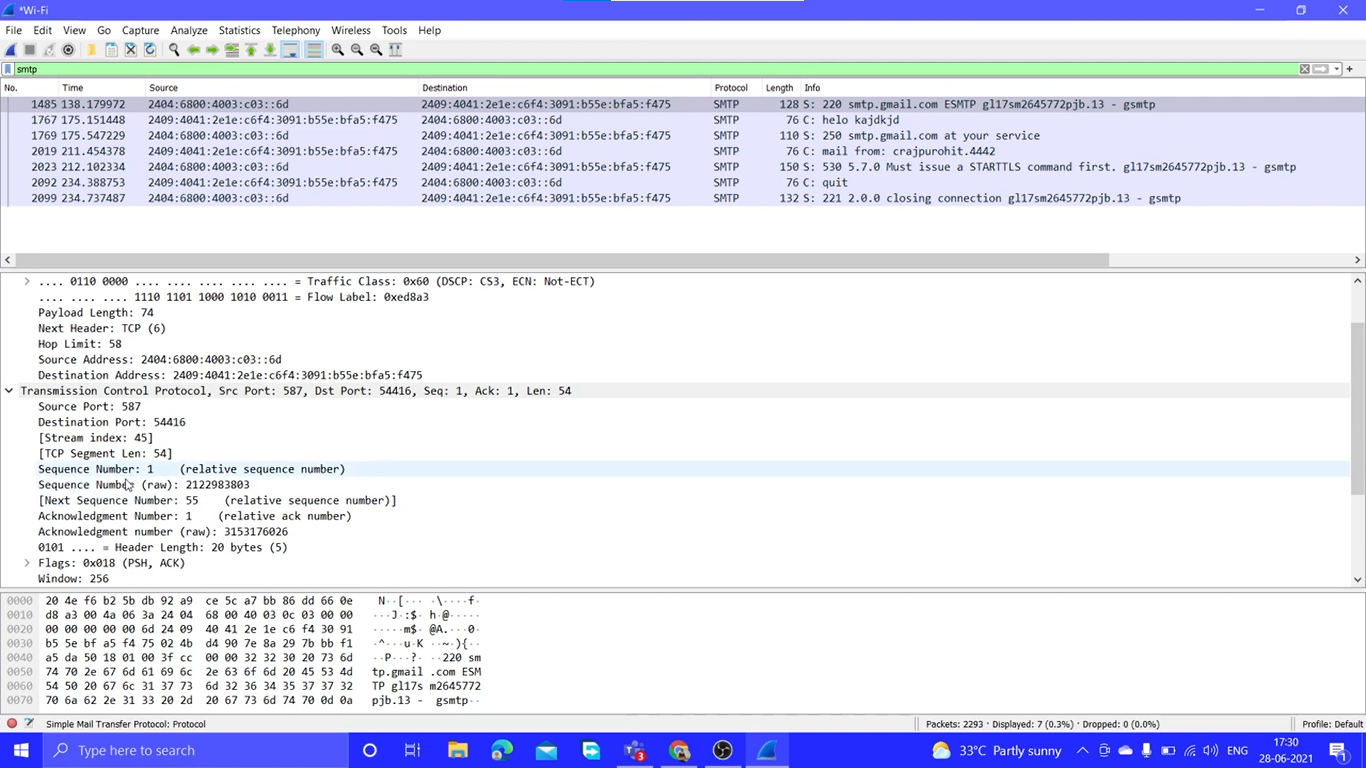 *Wi-Fi
File Edit View Go Capture Analyze Statistics Telephony Wireless Tools Help
smtp
No. Time Source Destination Protocol Length Info
1485 138.179972 2404:6800:4003:c03::6d 2409:4041:2e1e:c6f4:3091:b55e:bfa5:f475 SMTP 128 S: 220 smtp.gmail.com ESMTP gl17sm2645772pjb.13 - gsmtp
1767 175.151448 2409:4041:2e1e:c6f4:3091:b55e:bfa5:f475 2404:6800:4003:c03::6d SMTP 76 C: helo kajdkjd
1769 175.547229 2404:6800:4003:c03::6d 2409:4041:2e1e:c6f4:3091:b55e:bfa5:f475 SMTP 110 S: 250 smtp.gmail.com at your service
2019 211.454378 2409:4041:2e1e:c6f4:3091:b55e:bfa5:f475 2404:6800:4003:c03::6d SMTP 76 C: mail from: crajpurohit.4442
2023 212.102334 2404:6800:4003:c03::6d 2409:4041:2e1e:c6f4:3091:b55e:bfa5:f475 SMTP 150 S: 530 5.7.0 Must issue a STARTTLS command first. gl17sm2645772pjb.13 - gsmtp
2092 234.388753 2409:4041:2e1e:c6f4:3091:b55e:bfa5:f475 2404:6800:4003:c03::6d SMTP 76 C: quit
2099 234.737487 2404:6800:4003:c03::6d 2409:4041:2e1e:c6f4:3091:b55e:bfa5:f475 SMTP 132 S: 221 2.0.0 closing connection gl17sm2645772pjb.13 - gsmtp
.... 0110 0000 .... .... .... .... .... = Traffic Class: 0x60 (DSCP: CS3, ECN: Not-ECT)
.... .... .... 1110 1101 1000 1010 0011 = Flow Label: 0xed8a3
Payload Length: 74
Next Header: TCP (6)
Hop Limit: 58
Source Address: 2404:6800:4003:c03::6d
Destination Address: 2409:4041:2e1e:c6f4:3091:b55e:bfa5:f475
Transmission Control Protocol, Src Port: 587, Dst Port: 54416, Seq: 1, Ack: 1, Len: 54
Source Port: 587
Destination Port: 54416
[Stream index: 45]
[TCP Segment Len: 54]
Sequence Number: 1 (relative sequence number)
Sequence Number (raw): 2122983803
[Next Sequence Number: 55 (relative sequence number)]
Acknowledgment Number: 1 (relative ack number)
Acknowledgment number (raw): 3153176026
0101 .... = Header Length: 20 bytes (5)
Flags: 0x018 (PSH, ACK)
Window: 256
0000 20 4e f6 b2 5b db 92 a9 ce 5c a7 bb 86 dd 66 0e  N··[··· ·\····f·
0010 d8 a3 00 4a 06 3a 24 04 68 00 40 03 0c 03 00 00 ···J·:$· h·@·····
0020 00 00 00 00 00 6d 24 09 40 41 2e 1e c6 f4 30 91 ·····m$· @A.···0·
0030 b5 5e bf a5 f4 75 02 4b d4 90 7e 8a 29 7b bb f1 ·^···u·K ··~·){··
0040 a5 da 50 18 01 00 3f cc 00 00 32 32 30 20 73 6d ··P···?· ··220 sm
0050 74 70 2e 67 6d 61 69 6c 2e 63 6f 6d 20 45 53 4d tp.gmail .com ESM
0060 54 50 20 67 6c 31 37 73 6d 32 36 34 35 37 37 32 TP gl17s m2645772
0070 70 6a 62 2e 31 33 20 2d 20 67 73 6d 74 70 0d 0a pjb.13 -  gsmtp··
Simple Mail Transfer Protocol: Protocol Packets: 2293 · Displayed: 7 (0.3%) · Dropped: 0 (0.0%) Profile: Default
Type here to search 3 33°C Partly sunny ENG 17:30 1
28-06-2021